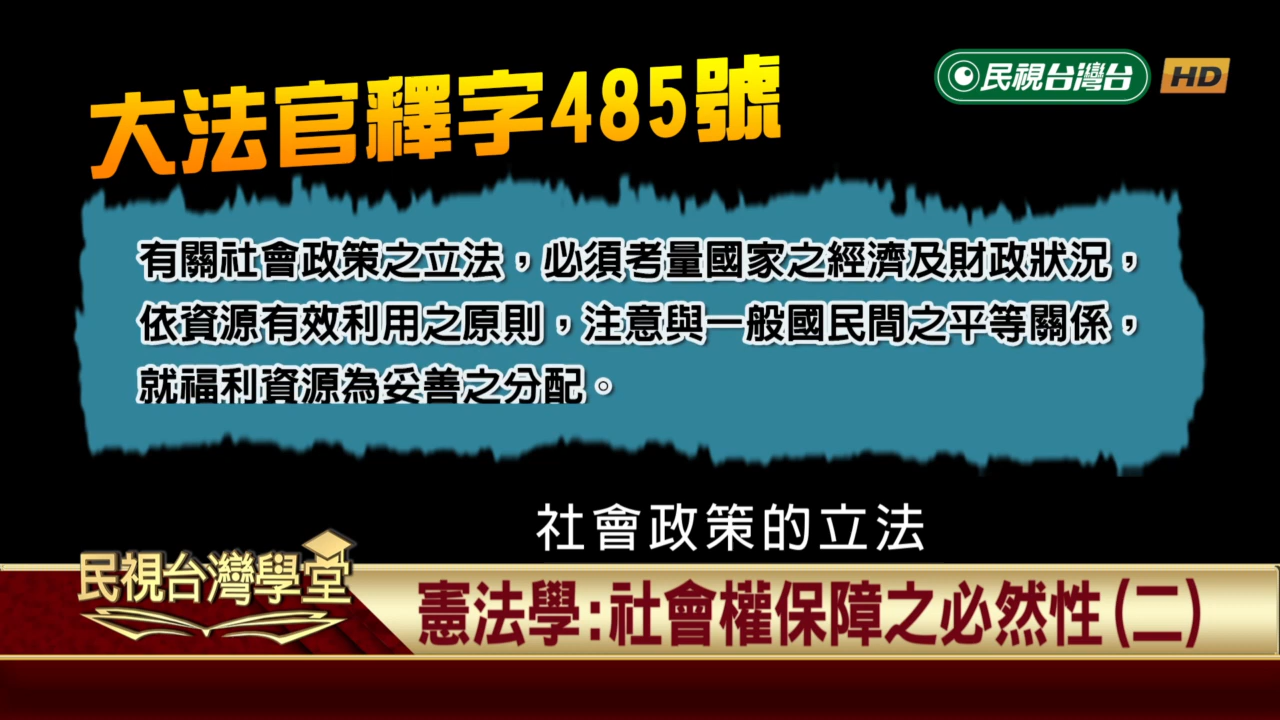 大法官釋字485號
民視台灣台 HD
有關社會政策之立法，必須考量國家之經濟及財政狀況，
依資源有效利用之原則，注意與一般國民間之平等關係，
就福利資源為妥善之分配。
社會政策的立法
民視台灣學堂
憲法學:社會權保障之必然性(二)